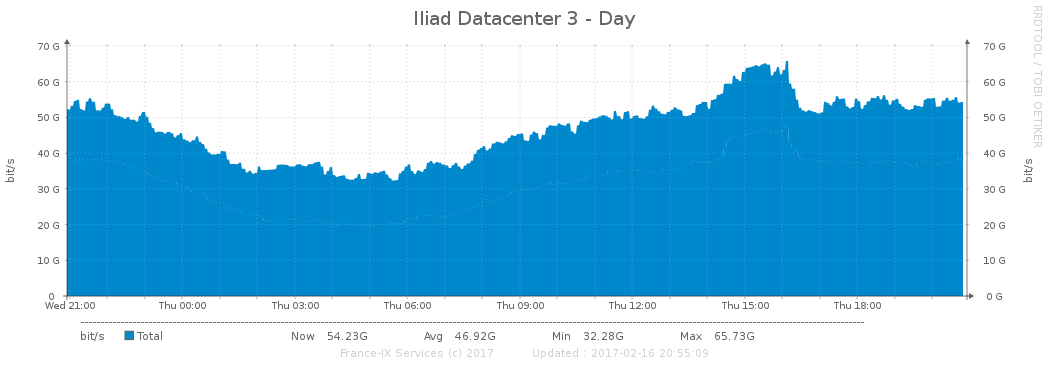 Iliad Datacenter 3 - Day
RRDTOOL / TOBI OETIKER
bit/s
70 G
60 G
50 G
40 G
30 G
20 G
10 G
0
70 G
60 G
50 G
40 G
30 G
20 G
10 G
0 G
bit/s
Wed 21:00 Thu 00:00 Thu 03:00 Thu 06:00 Thu 09:00 Thu 12:00 Thu 15:00 Thu 18:00
bit/s Total Now 54.23G Avg 46.92G Min 32.28G Max 65.73G
France-IX Services (c) 2017 Updated : 2017-02-16 20:55:09